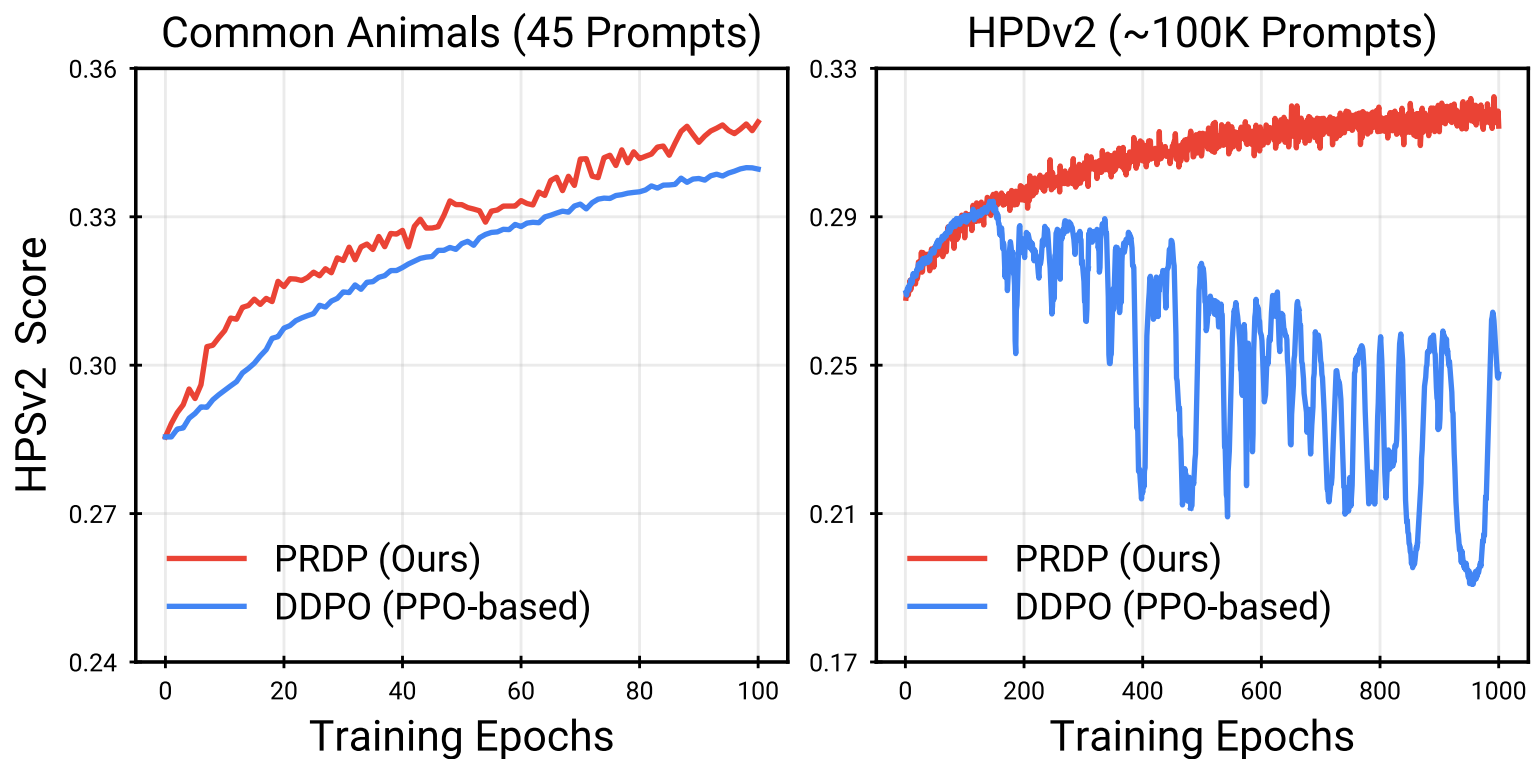 Common Animals (45 Prompts)
HPSv2 Score
0.36
0.33
0.30
0.27
0.24
PRDP (Ours)
DDPO (PPO-based)
0 20 40 60 80 100
Training Epochs
HPDv2 (~100K Prompts)
0.33
0.29
0.25
0.21
0.17
PRDP (Ours)
DDPO (PPO-based)
0 200 400 600 800 1000
Training Epochs